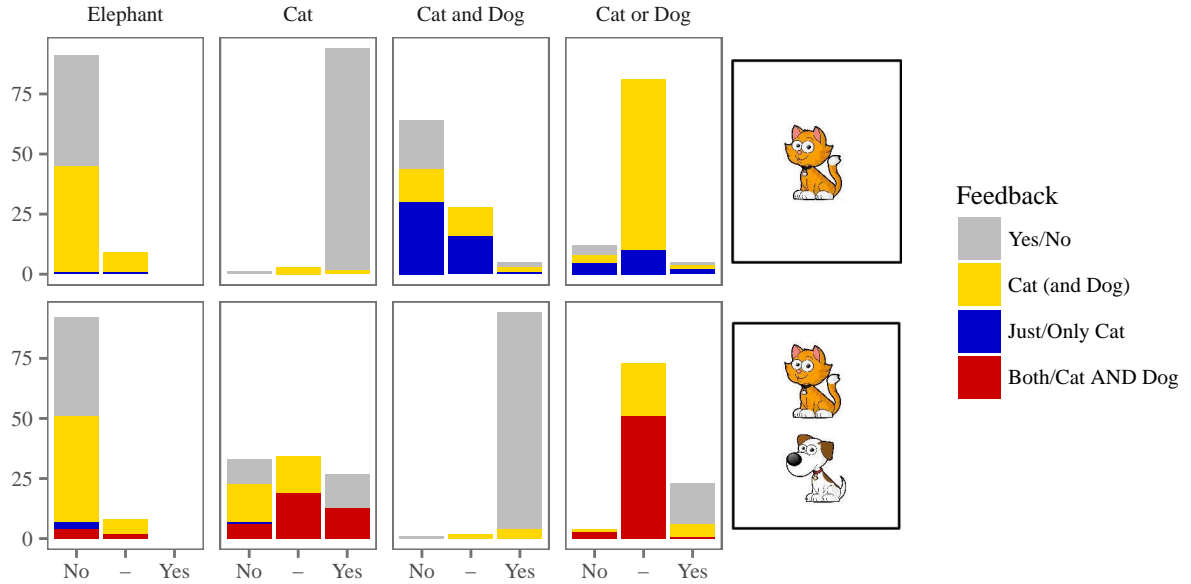 Elephant Cat Cat and Dog Cat or Dog
75
50
25
0
75
50
25
0
No – Yes No – Yes No – Yes No – Yes
Feedback
Yes/No
Cat (and Dog)
Just/Only Cat
Both/Cat AND Dog